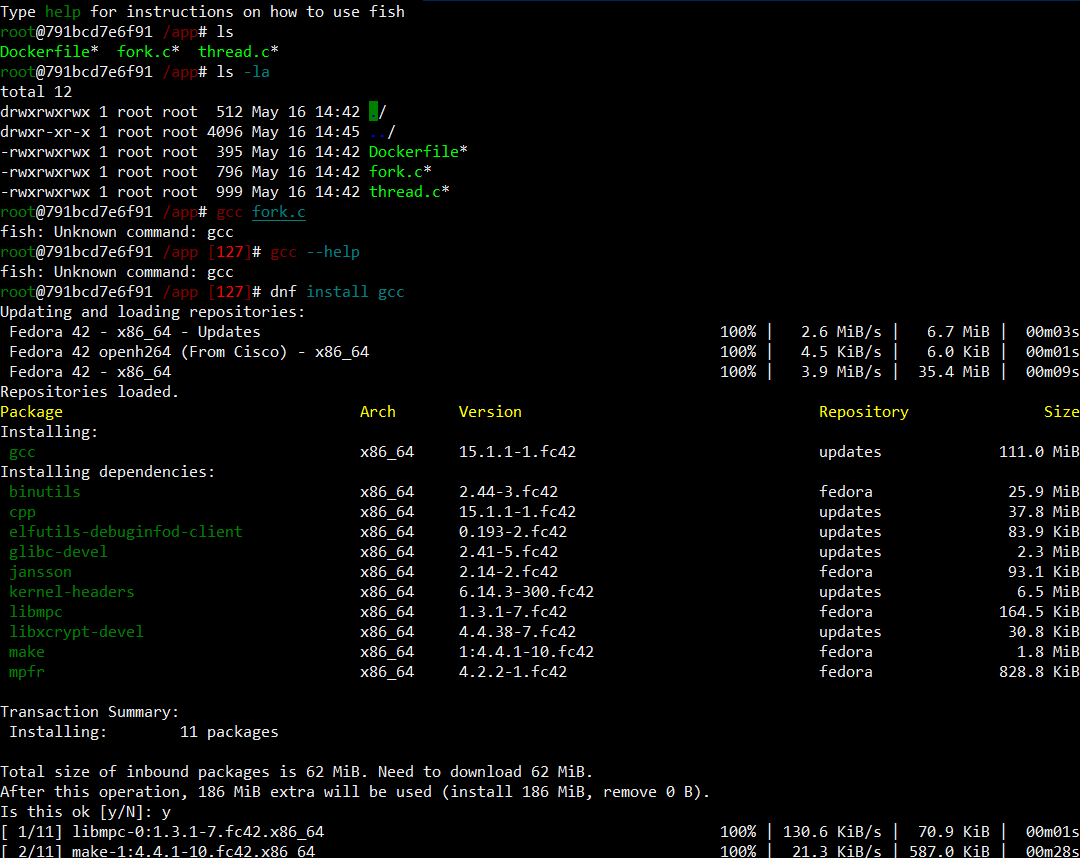 Type help for instructions on how to use fish
root@791bcd7e6f91 /app# ls
Dockerfile*  fork.c*  thread.c*
root@791bcd7e6f91 /app# ls -la
total 12
drwxrwxrwx 1 root root  512 May 16 14:42 ./
drwxr-xr-x 1 root root 4096 May 16 14:45 ../
-rwxrwxrwx 1 root root  395 May 16 14:42 Dockerfile*
-rwxrwxrwx 1 root root  796 May 16 14:42 fork.c*
-rwxrwxrwx 1 root root  999 May 16 14:42 thread.c*
root@791bcd7e6f91 /app# gcc fork.c
fish: Unknown command: gcc
root@791bcd7e6f91 /app [127]# gcc --help
fish: Unknown command: gcc
root@791bcd7e6f91 /app [127]# dnf install gcc
Updating and loading repositories:
 Fedora 42 - x86_64 - Updates                    100% |   2.6 MiB/s |   6.7 MiB |  00m03s
 Fedora 42 openh264 (From Cisco) - x86_64        100% |   4.5 KiB/s |   6.0 KiB |  00m01s
 Fedora 42 - x86_64                              100% |   3.9 MiB/s |  35.4 MiB |  00m09s
Repositories loaded.
Package                    Arch    Version              Repository    Size
Installing:
 gcc                       x86_64  15.1.1-1.fc42        updates  111.0 MiB
Installing dependencies:
 binutils                  x86_64  2.44-3.fc42          fedora    25.9 MiB
 cpp                       x86_64  15.1.1-1.fc42        updates   37.8 MiB
 elfutils-debuginfod-client x86_64  0.193-2.fc42         updates   83.9 KiB
 glibc-devel               x86_64  2.41-5.fc42          updates    2.3 MiB
 jansson                   x86_64  2.14-2.fc42          fedora    93.1 KiB
 kernel-headers            x86_64  6.14.3-300.fc42      updates    6.5 MiB
 libmpc                    x86_64  1.3.1-7.fc42         fedora   164.5 KiB
 libxcrypt-devel           x86_64  4.4.38-7.fc42        updates   30.8 KiB
 make                      x86_64  1:4.4.1-10.fc42      fedora     1.8 MiB
 mpfr                      x86_64  4.2.2-1.fc42         fedora   828.8 KiB
Transaction Summary:
 Installing:        11 packages
Total size of inbound packages is 62 MiB. Need to download 62 MiB.
After this operation, 186 MiB extra will be used (install 186 MiB, remove 0 B).
Is this ok [y/N]: y
[ 1/11] libmpc-0:1.3.1-7.fc42.x86_64             100% | 130.6 KiB/s |  70.9 KiB |  00m01s
[ 2/11] make-1:4.4.1-10.fc42.x86_64              100% |  21.3 KiB/s | 587.0 KiB |  00m28s